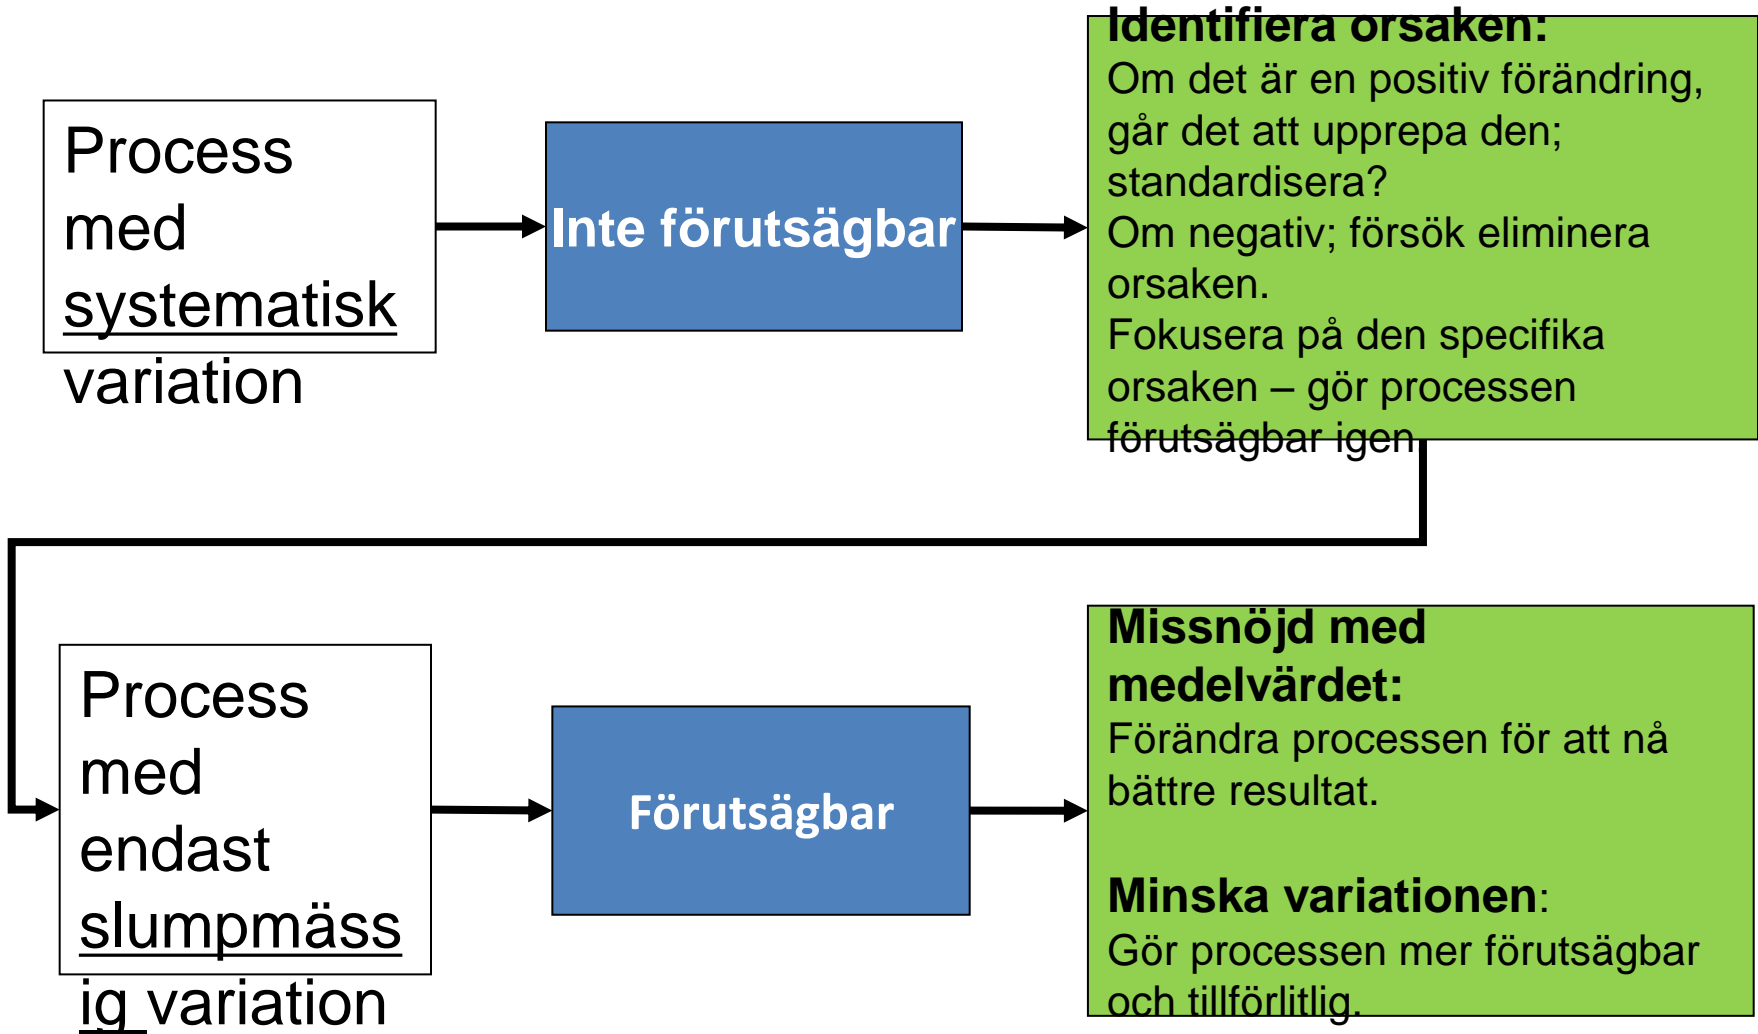 Process
med
systematisk
variation
Inte förutsägbar
Identifiera orsaken:
Om det är en positiv förändring,
går det att upprepa den;
standardisera?
Om negativ; försök eliminera
orsaken.
Fokusera på den specifika
orsaken – gör processen
förutsägbar igen
Process
med
endast
slumpmäss
ig variation
Förutsägbar
Missnöjd med
medelvärdet:
Förändra processen för att nå
bättre resultat.
Minska variationen:
Gör processen mer förutsägbar
och tillförlitlig.